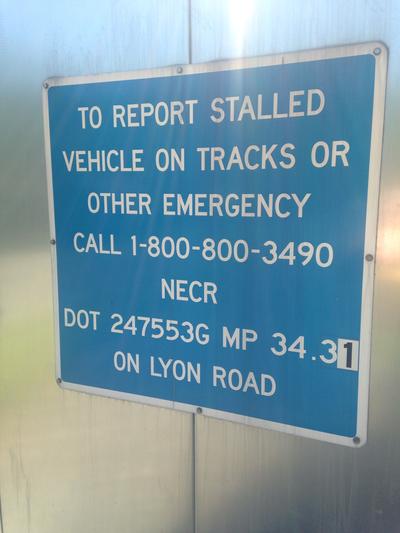 TO REPORT STALLED
VEHICLE ON TRACKS OR
OTHER EMERGENCY
CALL 1-800-800-3490
NECR
DOT 247553G MP 34.31
ON LYON ROAD